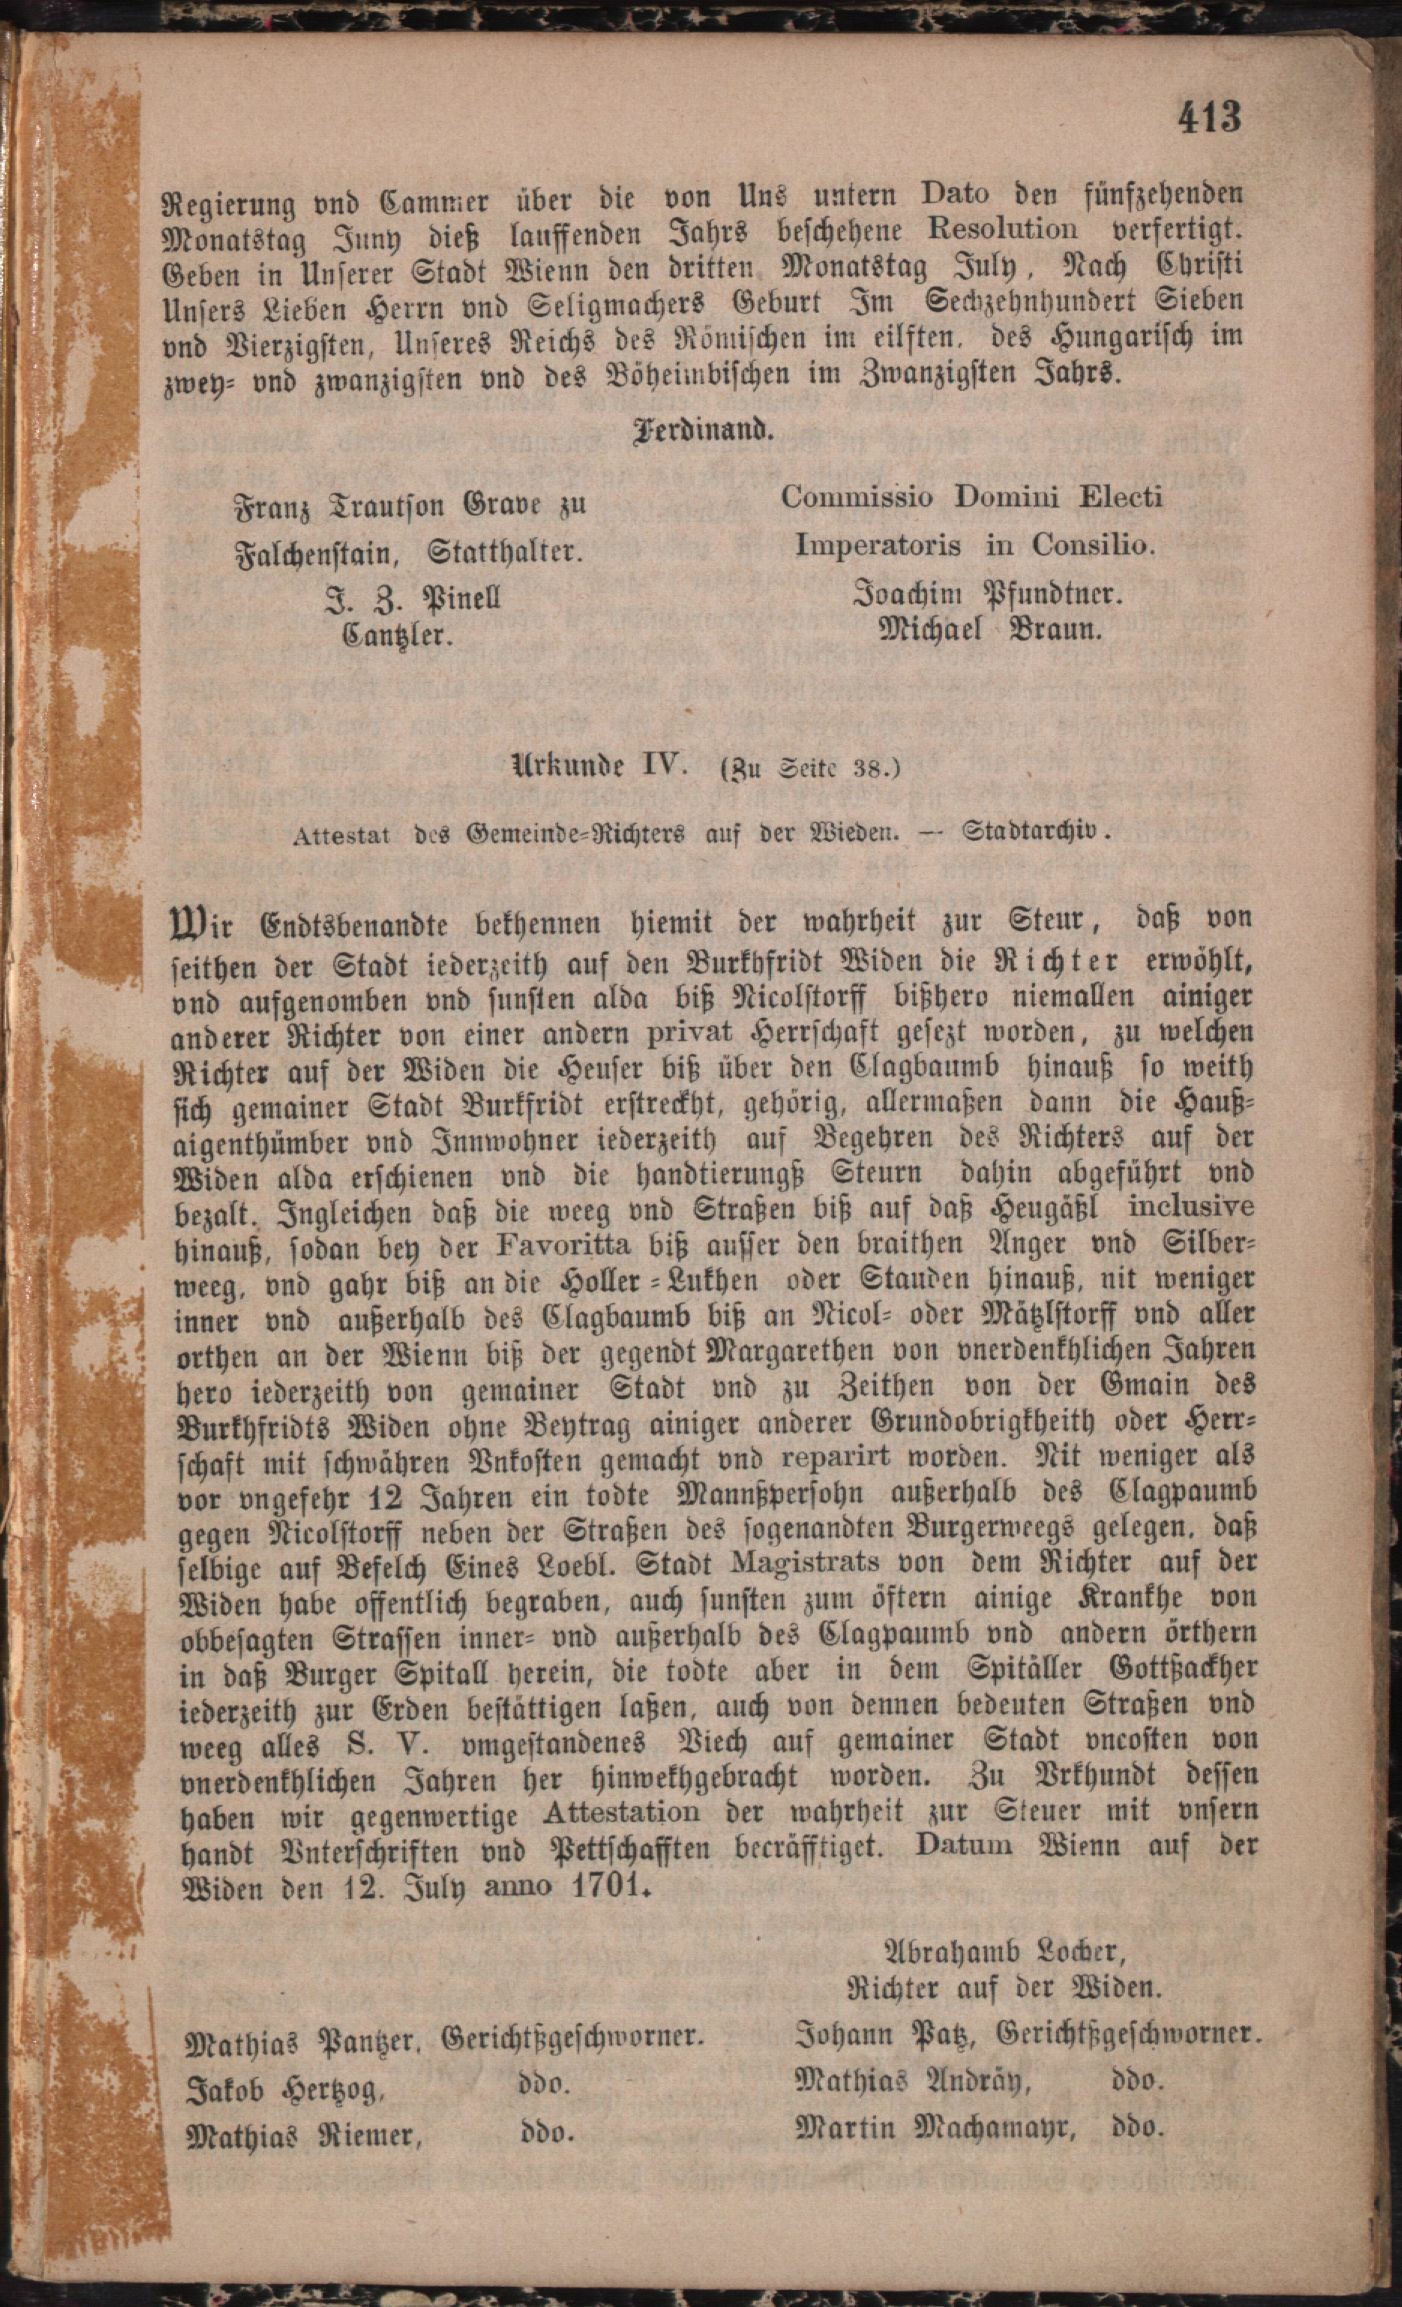 413
Regierung vnd Cammer über die von Uns untern Dato den fünfzehenden
Monatstag Juny dieß lauffenden Jahrs beschehene Resolution verfertigt.
Geben in Unserer Stadt Wienn den dritten Monatstag July, Nach Christi
Unsers Lieben Herrn vnd Seligmachers Geburt Im Sechzehnhundert Sieben
vnd Vierzigsten, Unseres Reichs des Römischen im eilften, des Hungarisch im
zwey- vnd zwanzigsten vnd des Böheimbischen im Zwanzigsten Jahrs.
Ferdinand.
Franz Trautson Grave zu
Falchenstain, Statthalter.
J. Z. Pinell
Cantzler.
Commissio Domini Electi
Imperatoris in Consilio.
Joachim Pfundtner.
Michael Braun.
Urkunde IV. (Zu Seite 38.)
Attestat des Gemeinde-Richters auf der Wieden. — Stadtarchiv.
Wir Endtsbenandte bekhennen hiemit der wahrheit zur Steur, daß von
seithen der Stadt iederzeith auf den Burkhfridt Widen die Richter erwöhlt,
vnd aufgenomben vnd sunsten alda biß Nicolstorff bißhero niemallen ainiger
anderer Richter von einer andern privat Herrschaft gesezt worden, zu welchen
Richter auf der Widen die Heuser biß über den Clagbaumb hinauß so weith
sich gemainer Stadt Burkfridt erstreckht, gehörig, allermaßen dann die Hauß-
aigenthümber vnd Innwohner iederzeith auf Begehren des Richters auf der
Widen alda erschienen vnd die handtierungß Steurn dahin abgeführt vnd
bezalt. Ingleichen daß die weeg vnd Straßen biß auf daß Heugäßl inclusive
hinauß, sodan bey der Favoritta biß ausser den braithen Anger vnd Silber-
weeg, vnd gahr biß an die Holler-Lukhen oder Stauden hinauß, nit weniger
inner vnd außerhalb des Clagbaumb biß an Nicol- oder Mätzlstorff vnd aller
orthen an der Wienn biß der gegendt Margarethen von vnerdenkhlichen Jahren
hero iederzeith von gemainer Stadt vnd zu Zeithen von der Gmain des
Burkhfridts Widen ohne Beytrag ainiger anderer Grundobrigkheith oder Herr-
schaft mit schwähren Vnkosten gemacht vnd reparirt worden. Nit weniger als
vor vngefehr 12 Jahren ein todte Mannßpersohn außerhalb des Clagpaumb
gegen Nicolstorff neben der Straßen des sogenandten Burgerweegs gelegen, daß
selbige auf Befelch Eines Loebl. Stadt Magistrats von dem Richter auf der
Widen habe offentlich begraben, auch sunsten zum öftern ainige Krankhe von
obbesagten Strassen inner- vnd außerhalb des Clagpaumb vnd andern örthern
in daß Burger Spitall herein, die todte aber in dem Spitäller Gottßackher
iederzeith zur Erden bestättigen laßen, auch von dennen bedeuten Straßen vnd
weeg alles S. V. vmgestandenes Viech auf gemainer Stadt vncosten von
vnerdenkhlichen Jahren her hinwekhgebracht worden. Zu Vrkhundt dessen
haben wir gegenwertige Attestation der wahrheit zur Steuer mit vnsern
handt Vnterschriften vnd Pettschafften becräfftiget. Datum Wienn auf der
Widen den 12. July anno 1701.
Abrahamb Locher,
Richter auf der Widen.
Mathias Pantzer, Gerichtßgeschworner.
Jakob Hertzog, ddo.
Mathias Riemer, ddo.
Johann Patz, Gerichtßgeschworner.
Mathias Andräy, ddo.
Martin Machamayr, ddo.